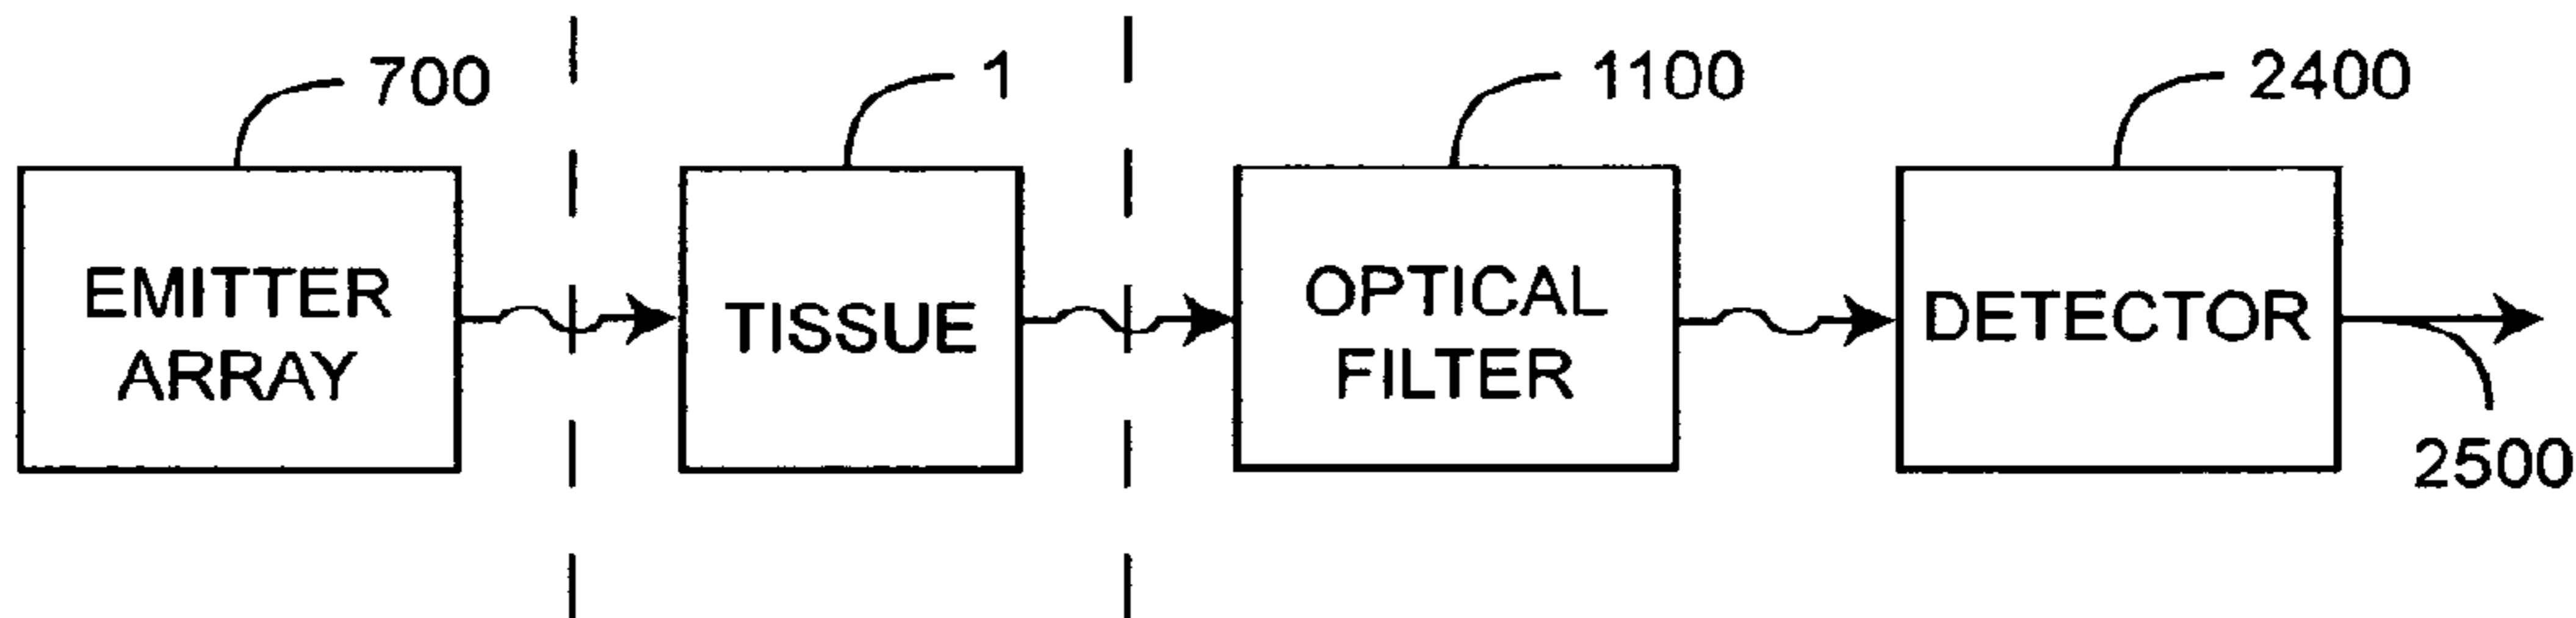 700
1
1100
2400
EMITTER
ARRAY
TISSUE
OPTICAL
FILTER
DETECTOR
2500